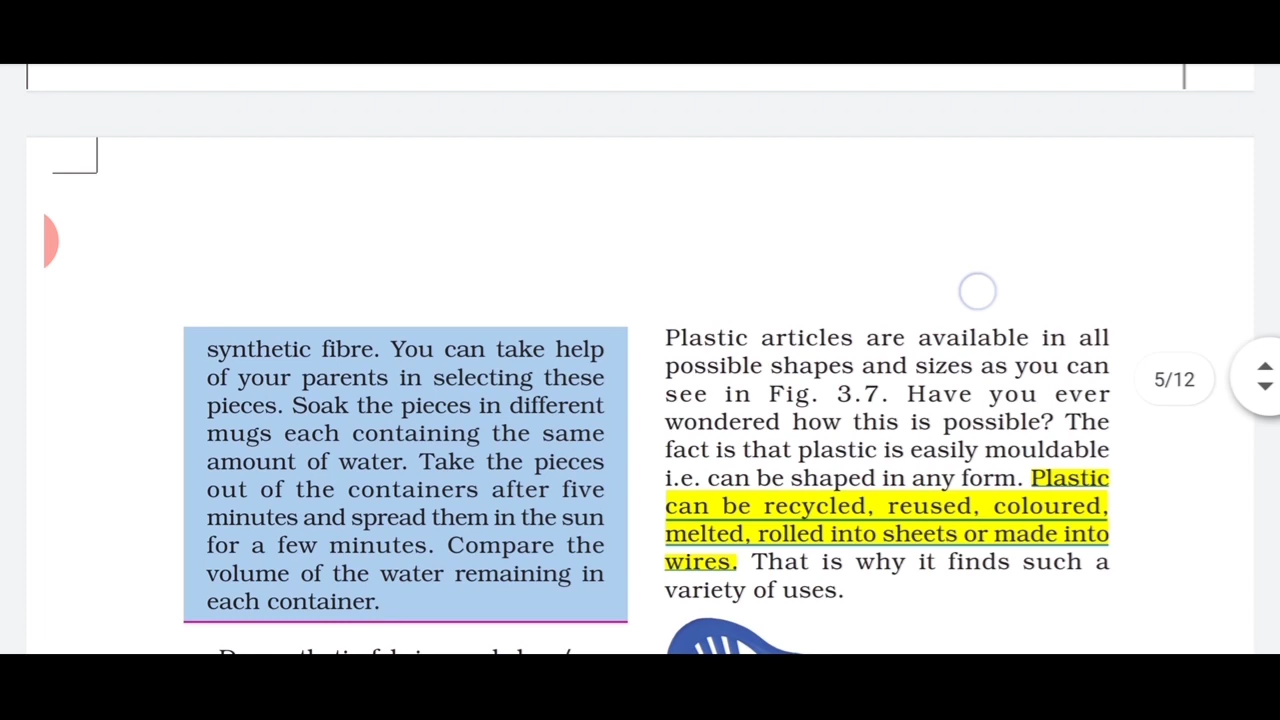 synthetic fibre. You can take help
of your parents in selecting these
pieces. Soak the pieces in different
mugs each containing the same
amount of water. Take the pieces
out of the containers after five
minutes and spread them in the sun
for a few minutes. Compare the
volume of the water remaining in
each container.
Plastic articles are available in all
possible shapes and sizes as you can
see in Fig. 3.7. Have you ever
wondered how this is possible? The
fact is that plastic is easily mouldable
i.e. can be shaped in any form. Plastic
can be recycled, reused, coloured,
melted, rolled into sheets or made into
wires. That is why it finds such a
variety of uses.
5/12